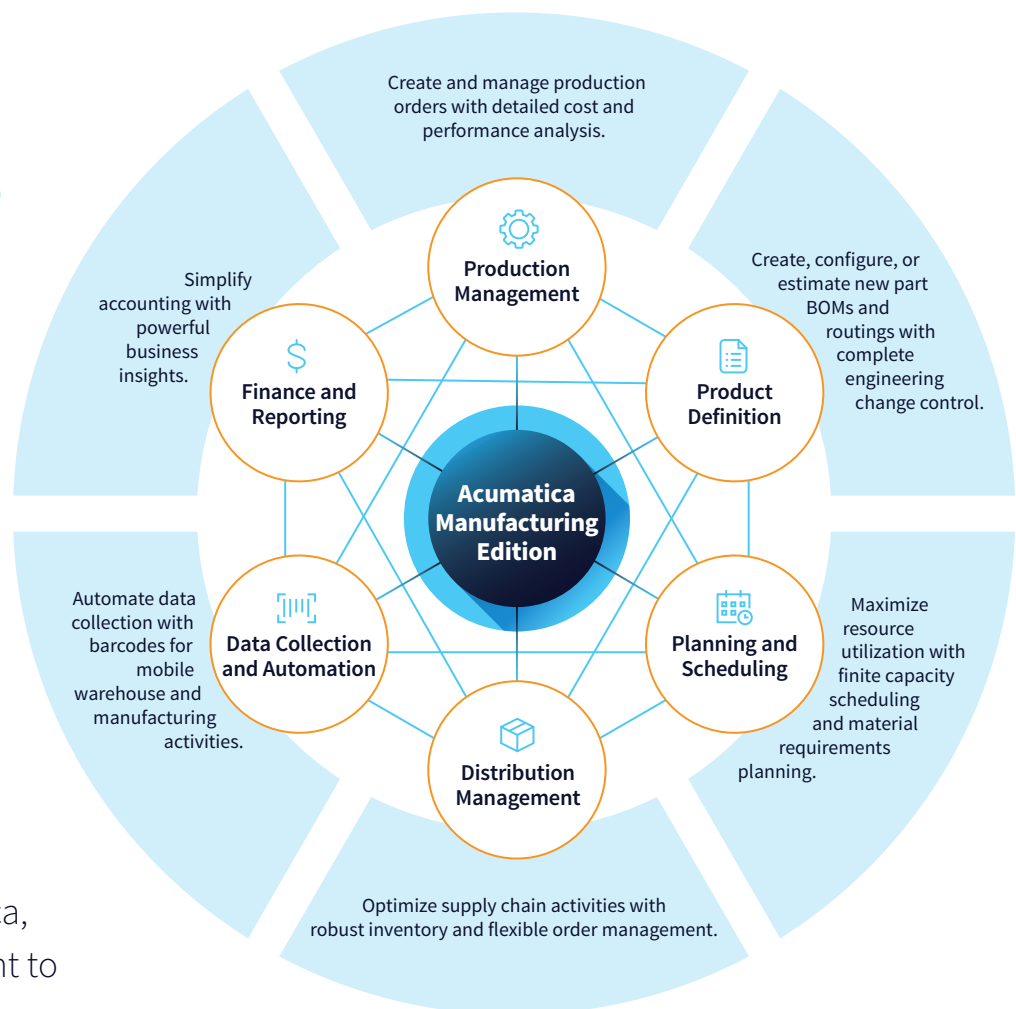 Create and manage production
orders with detailed cost and
performance analysis.
Production
Management
Create, configure, or
estimate new part
BOMs and
routings with
complete
engineering
change control.
Product
Definition
Simplify
accounting with
powerful
business
insights.
Finance and
Reporting
Acumatica
Manufacturing
Edition
Automate data
collection with
barcodes for
mobile
warehouse and
manufacturing
activities.
Data Collection
and Automation
Planning and
Scheduling
Maximize
resource
utilization with
finite capacity
scheduling
and material
requirements
planning.
Distribution
Management
Optimize supply chain activities with
robust inventory and flexible order management.
a,
nt to